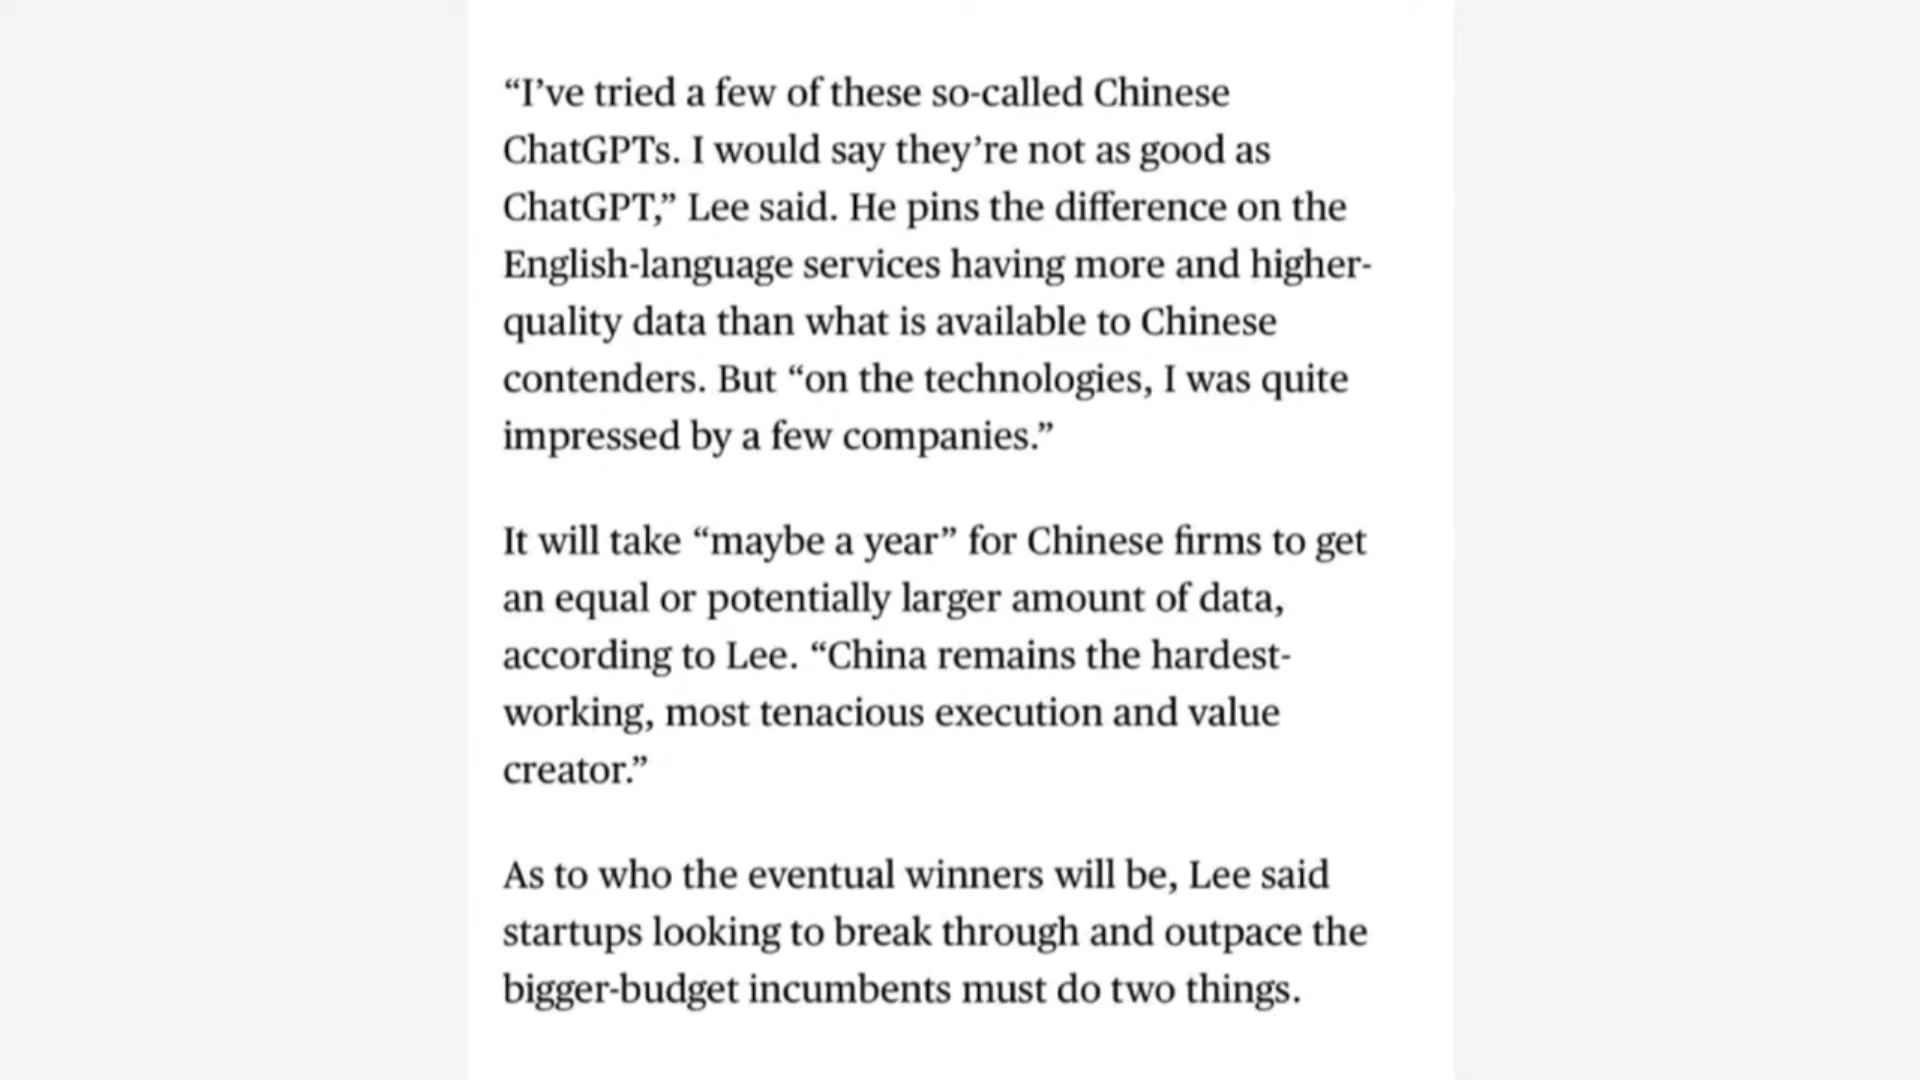 “I’ve tried a few of these so-called Chinese
ChatGPTs. I would say they’re not as good as
ChatGPT,” Lee said. He pins the difference on the
English-language services having more and higher-
quality data than what is available to Chinese
contenders. But “on the technologies, I was quite
impressed by a few companies.”
It will take “maybe a year” for Chinese firms to get
an equal or potentially larger amount of data,
according to Lee. “China remains the hardest-
working, most tenacious execution and value
creator.”
As to who the eventual winners will be, Lee said
startups looking to break through and outpace the
bigger-budget incumbents must do two things.